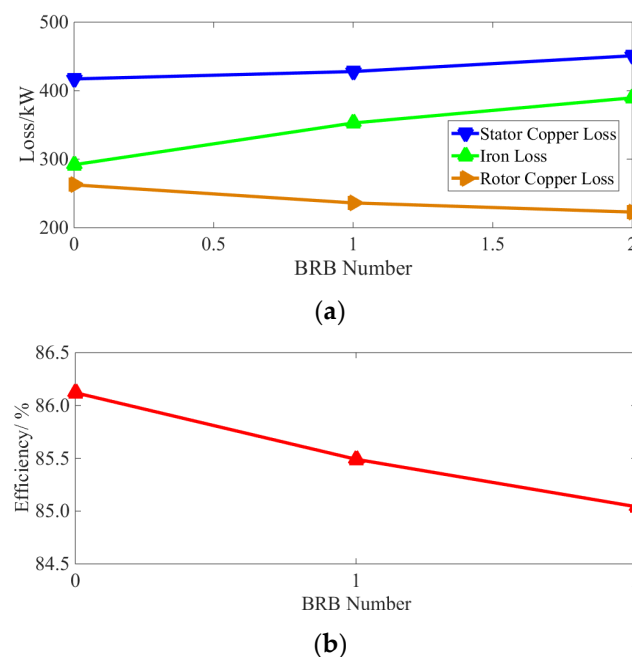 500
400
300
200
Loss/kW
Stator Copper Loss
Iron Loss
Rotor Copper Loss
0 0.5 1 1.5 2
BRB Number
(a)
86.5
86.0
85.5
85.0
84.5
Efficiency/ %
0 1
BRB Number
(b)